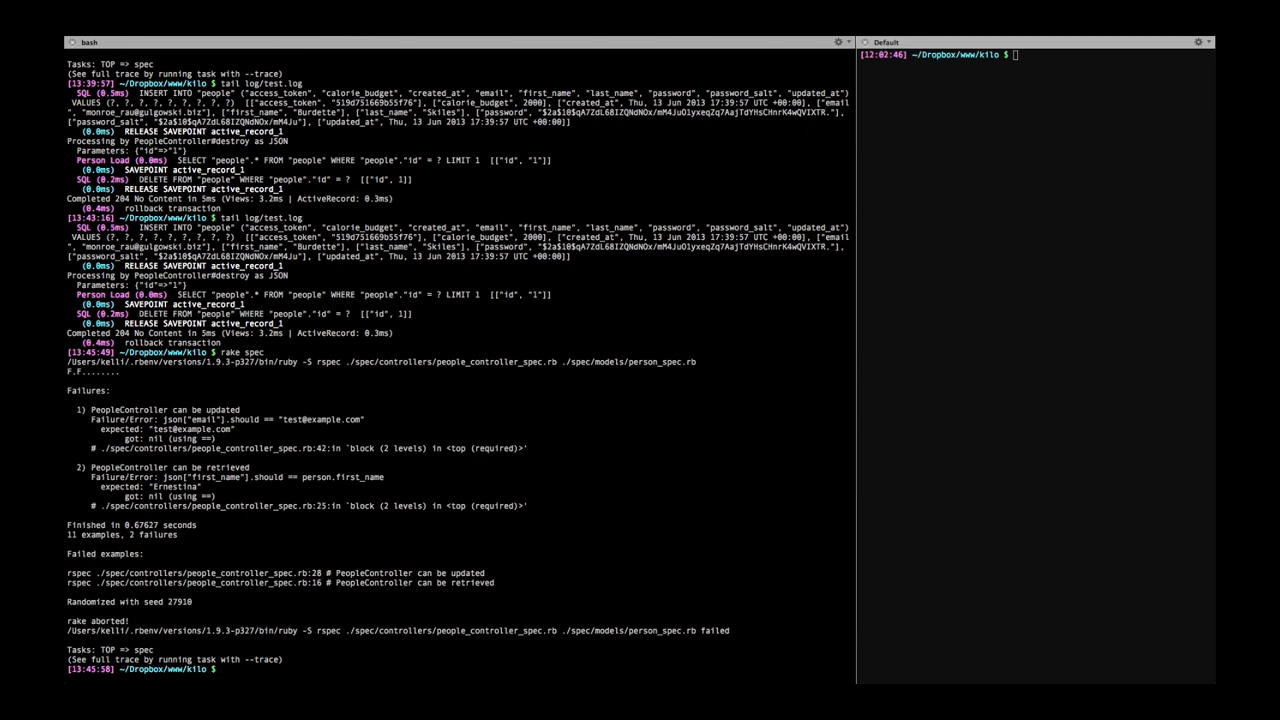 bash
Tasks: TOP => spec
(See full trace by running task with --trace)
[13:39:57] ~/Dropbox/www/kilo $ tail log/test.log
SQL (0.5ms)  INSERT INTO "people" ("access_token", "calorie_budget", "created_at", "email", "first_name", "last_name", "password", "password_salt", "updated_at")
VALUES (?, ?, ?, ?, ?, ?, ?, ?, ?)  [["access_token", "519d751669b55f76"], ["calorie_budget", 2000], ["created_at", Thu, 13 Jun 2013 17:39:57 UTC +00:00], ["email
", "monroe_rau@gulgowski.biz"], ["first_name", "Burdette"], ["last_name", "Skiles"], ["password",
["password_salt", "$2a$10$qA7ZdL68IZQNdNOx/mM4Ju"], ["updated_at", Thu, 13 Jun 2013 17:39:57 UTC +00:00]]
(0.0ms)  RELEASE SAVEPOINT active_record_1
Processing by PeopleController#destroy as JSON
Parameters: {"id"=>"1"}
Person Load (0.0ms)  SELECT "people".* FROM "people" WHERE "people"."id" = ? LIMIT 1  [["id", "1"]]
(0.0ms)  SAVEPOINT active_record_1
SQL (0.2ms)  DELETE FROM "people" WHERE "people"."id" = ?  [["id", 1]]
(0.0ms)  RELEASE SAVEPOINT active_record_1
Completed 204 No Content in 5ms (Views: 3.2ms | ActiveRecord: 0.3ms)
(0.4ms)  rollback transaction
[13:43:16] ~/Dropbox/www/kilo $ tail log/test.log
SQL (0.5ms)  INSERT INTO "people" ("access_token", "calorie_budget", "created_at", "email", "first_name", "last_name", "password", "password_salt", "updated_at")
VALUES (?, ?, ?, ?, ?, ?, ?, ?, ?)  [["access_token", "519d751669b55f76"], ["calorie_budget", 2000], ["created_at", Thu, 13 Jun 2013 17:39:57 UTC +00:00], ["email
", "monroe_rau@gulgowski.biz"], ["first_name", "Burdette"], ["last_name", "Skiles"], ["password",
["password_salt", "$2a$10$qA7ZdL68IZQNdNOx/mM4Ju"], ["updated_at", Thu, 13 Jun 2013 17:39:57 UTC +00:00]]
(0.0ms)  RELEASE SAVEPOINT active_record_1
Processing by PeopleController#destroy as JSON
Parameters: {"id"=>"1"}
Person Load (0.0ms)  SELECT "people".* FROM "people" WHERE "people"."id" = ? LIMIT 1  [["id", "1"]]
(0.0ms)  SAVEPOINT active_record_1
SQL (0.2ms)  DELETE FROM "people" WHERE "people"."id" = ?  [["id", 1]]
(0.0ms)  RELEASE SAVEPOINT active_record_1
Completed 204 No Content in 5ms (Views: 3.2ms | ActiveRecord: 0.3ms)
(0.4ms)  rollback transaction
[13:45:49] ~/Dropbox/www/kilo $ rake spec
/Users/kelli/.rbenv/versions/1.9.3-p327/bin/ruby -S rspec ./spec/controllers/people_controller_spec.rb ./spec/models/person_spec.rb
F.F........
Failures:
1) PeopleController can be updated
Failure/Error: json["email"].should == "test@example.com"
expected: "test@example.com"
got: nil (using ==)
# ./spec/controllers/people_controller_spec.rb:42:in `block (2 levels) in <top (required)>'
2) PeopleController can be retrieved
Failure/Error: json["first_name"].should == person.first_name
expected: "Ernestina"
got: nil (using ==)
# ./spec/controllers/people_controller_spec.rb:25:in `block (2 levels) in <top (required)>'
Finished in 0.67627 seconds
11 examples, 2 failures
Failed examples:
rspec ./spec/controllers/people_controller_spec.rb:28 # PeopleController can be updated
rspec ./spec/controllers/people_controller_spec.rb:16 # PeopleController can be retrieved
Randomized with seed 27910
rake aborted!
/Users/kelli/.rbenv/versions/1.9.3-p327/bin/ruby -S rspec ./spec/controllers/people_controller_spec.rb ./spec/models/person_spec.rb failed
Tasks: TOP => spec
(See full trace by running task with --trace)
[13:45:58] ~/Dropbox/www/kilo $
Default
[12:02:46] ~/Dropbox/www/kilo $